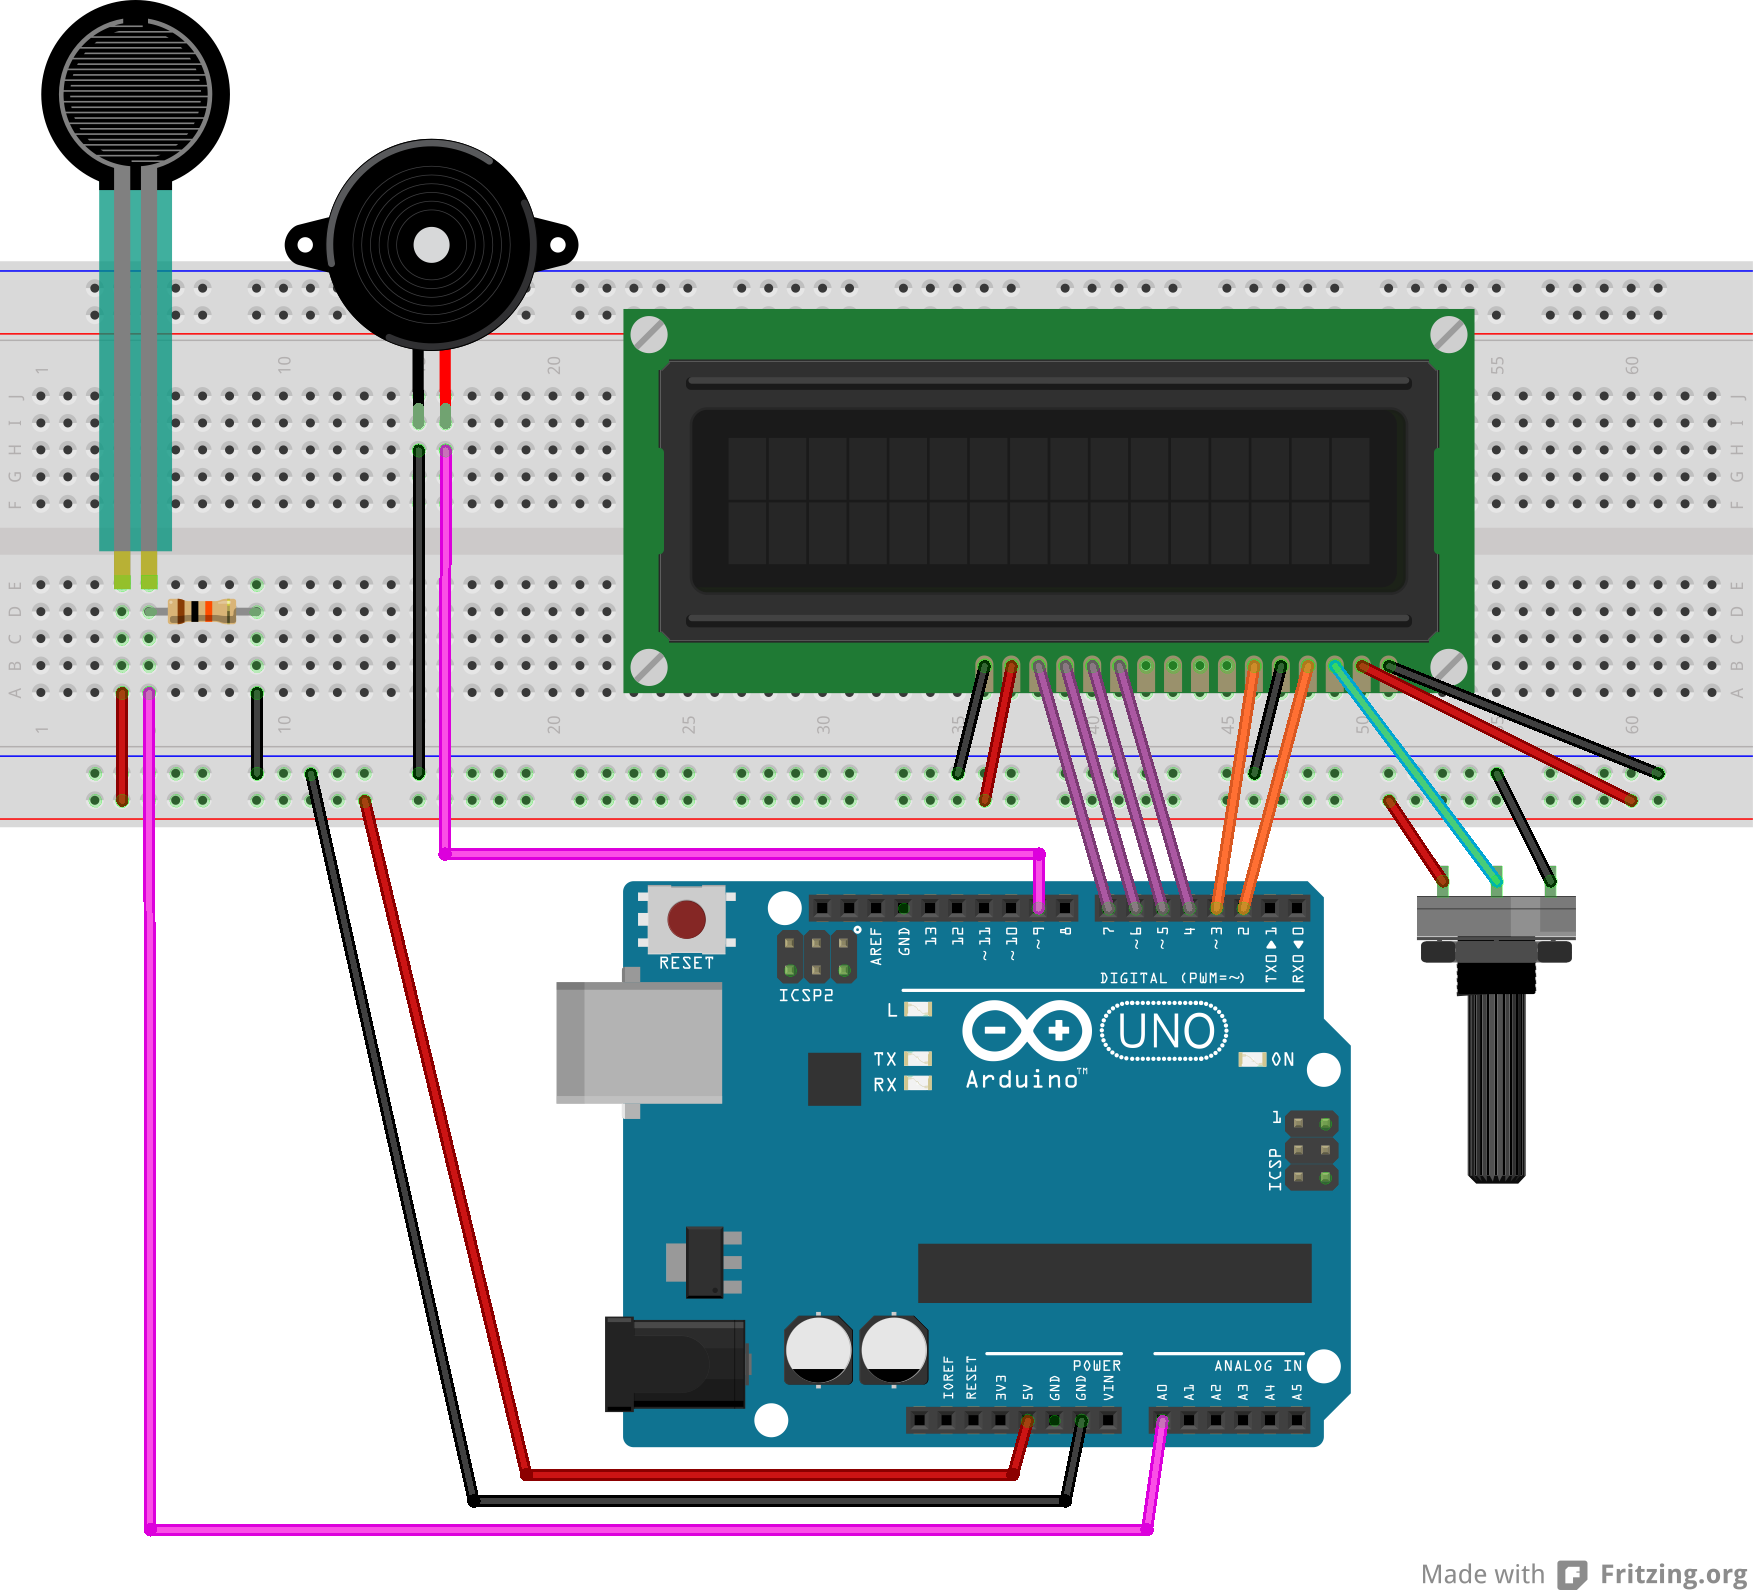 1
10
20
55
60
J
I
H
G
F
J
I
H
G
F
E
D
C
B
A
E
D
C
B
A
1
10
20
25
30
35
40
45
50
55
60
RESET
ICSP2
AREF
GND
13
12
~11
~10
~9
8
7
~6
~5
4
~3
2
TX0▶1
RX0◀0
DIGITAL (PWM=~)
L
TX
RX
Arduino™
UNO
ON
1
ICSP
IOREF
RESET
3V3
5V
GND
GND
VIN
POWER
ANALOG IN
A0
A1
A2
A3
A4
A5
Made with Fritzing.org